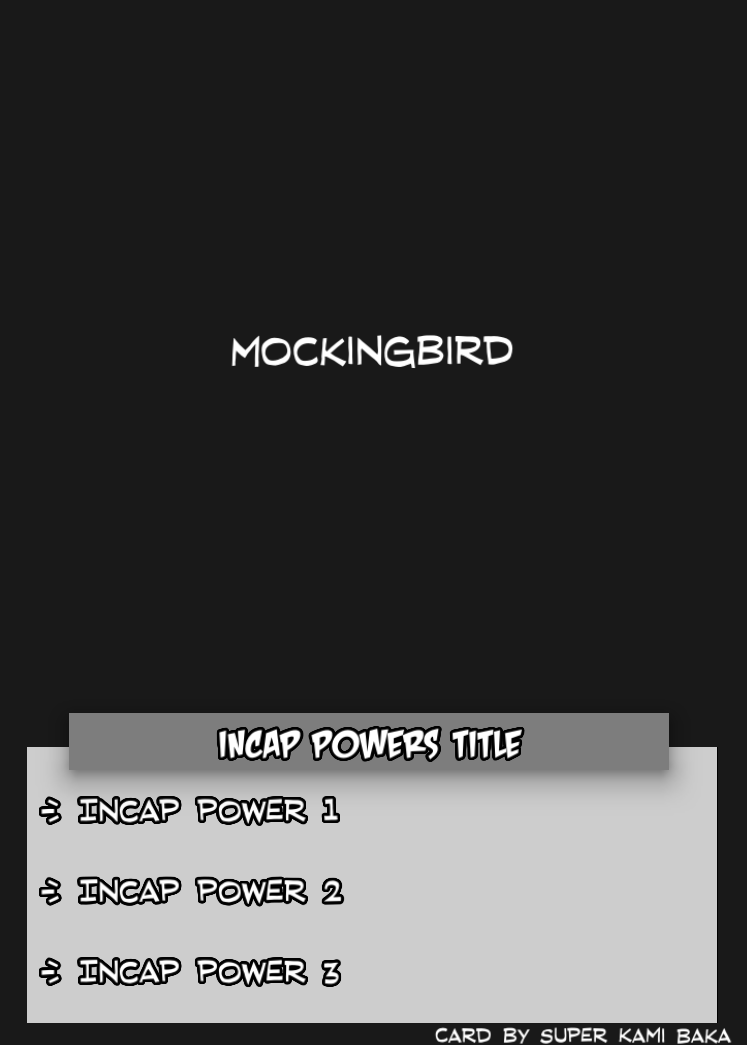 MOCKINGBIRD
INCAP POWERS TITLE
INCAP POWER 1
INCAP POWER 2
INCAP POWER 3
CARD BY SUPER KAMI BAKA